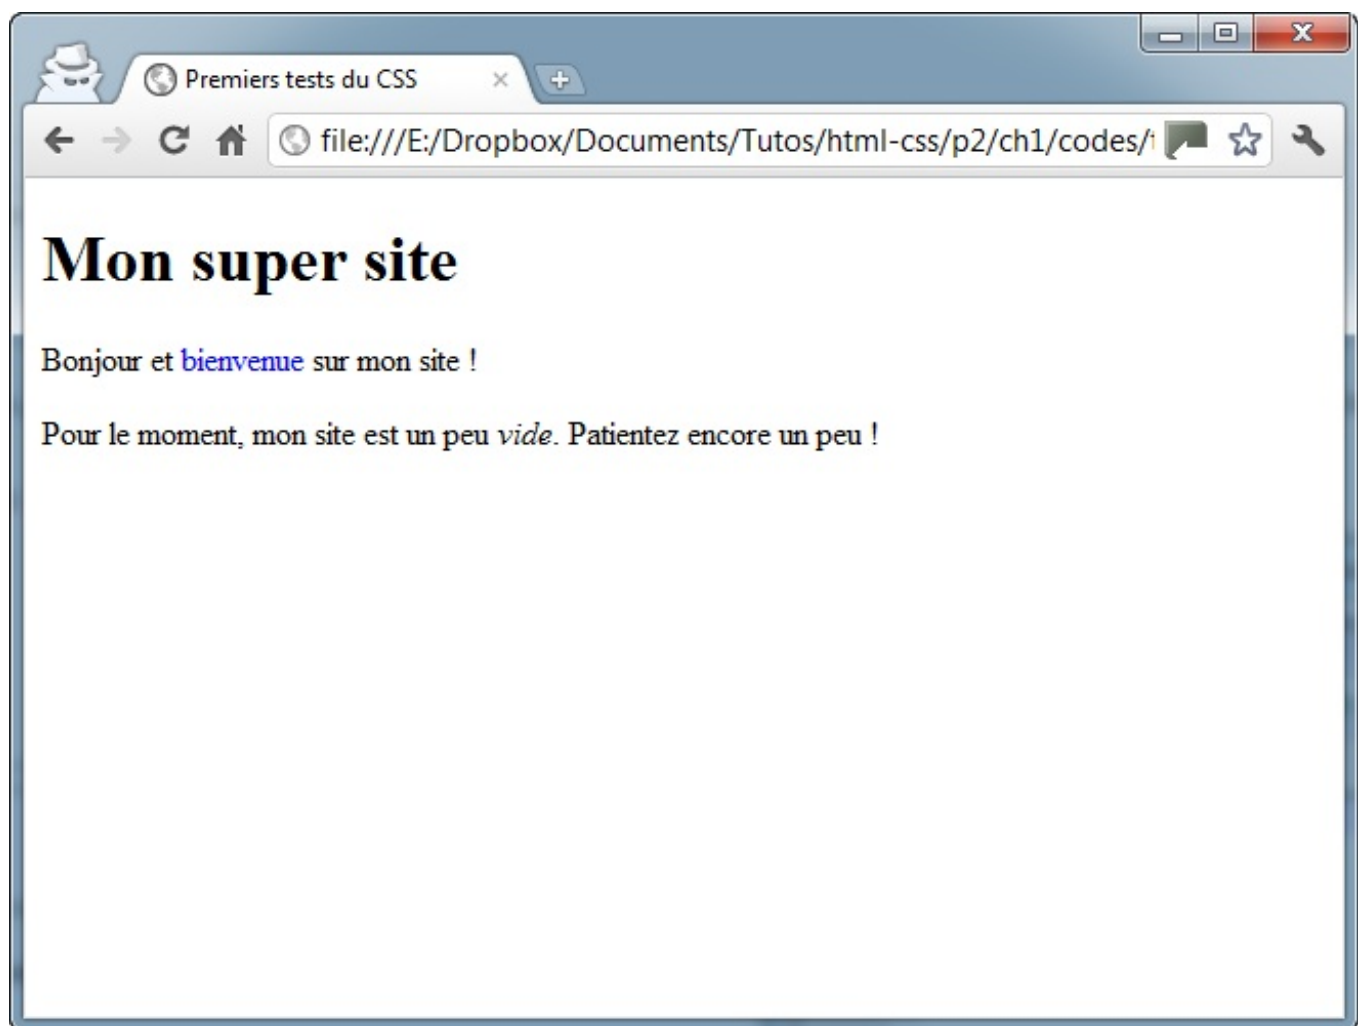 Premiers tests du CSS
file:///E:/Dropbox/Documents/Tutos/html-css/p2/ch1/codes/
Mon super site
Bonjour et bienvenue sur mon site !
Pour le moment, mon site est un peu vide. Patientez encore un peu !